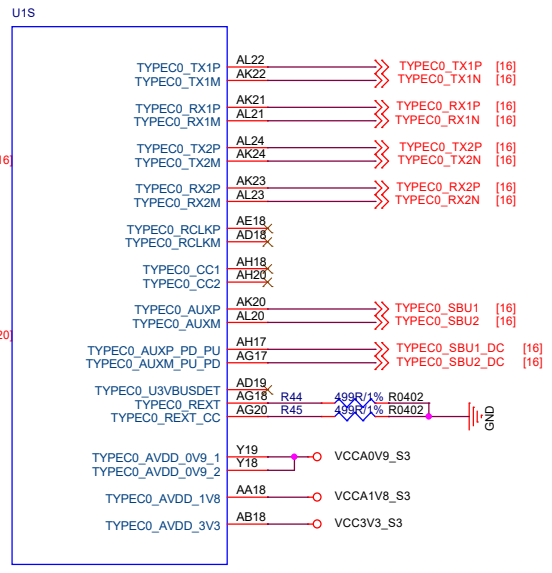 U1S
TYPEC0_TX1P AL22 TYPEC0_TX1P [16]
TYPEC0_TX1M AK22 TYPEC0_TX1N [16]
TYPEC0_RX1P AK21 TYPEC0_RX1P [16]
TYPEC0_RX1M AL21 TYPEC0_RX1N [16]
TYPEC0_TX2P AL24 TYPEC0_TX2P [16]
TYPEC0_TX2M AK24 TYPEC0_TX2N [16]
16]
TYPEC0_RX2P AK23 TYPEC0_RX2P [16]
TYPEC0_RX2M AL23 TYPEC0_RX2N [16]
TYPEC0_RCLKP AE18
TYPEC0_RCLKM AD18
TYPEC0_CC1 AH18
TYPEC0_CC2 AH20
TYPEC0_AUXP AK20 TYPEC0_SBU1 [16]
TYPEC0_AUXM AL20 TYPEC0_SBU2 [16]
20]
TYPEC0_AUXP_PD_PU AH17 TYPEC0_SBU1_DC [16]
TYPEC0_AUXM_PU_PD AG17 TYPEC0_SBU2_DC [16]
TYPEC0_U3VBUSDET AD19
TYPEC0_REXT AG18 R44 499R/1% R0402
TYPEC0_REXT_CC AG20 R45 499R/1% R0402
GND
TYPEC0_AVDD_0V9_1 Y19 VCCA0V9_S3
TYPEC0_AVDD_0V9_2 Y18
TYPEC0_AVDD_1V8 AA18 VCCA1V8_S3
TYPEC0_AVDD_3V3 AB18 VCC3V3_S3